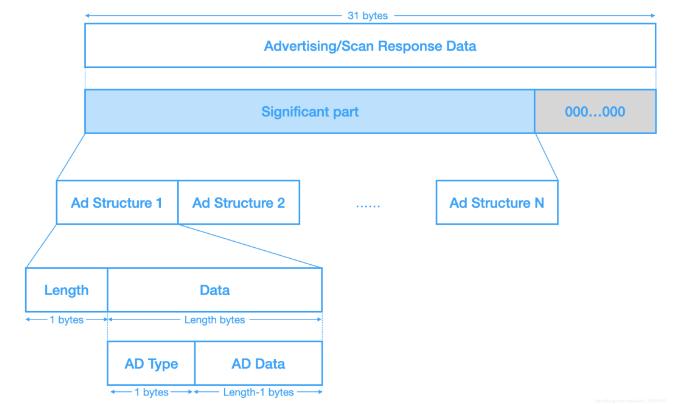 31 bytes
Advertising/Scan Response Data
Significant part 000...000
Ad Structure 1 Ad Structure 2 ...... Ad Structure N
Length Data
1 bytes Length bytes
AD Type AD Data
1 bytes Length-1 bytes